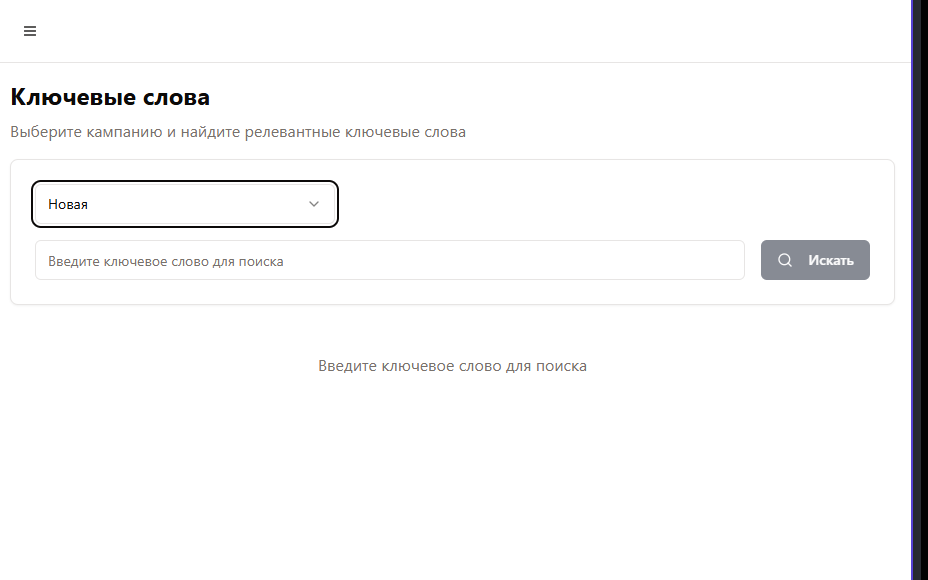 Ключевые слова
Выберите кампанию и найдите релевантные ключевые слова
Новая
Введите ключевое слово для поиска
Искать
Введите ключевое слово для поиска